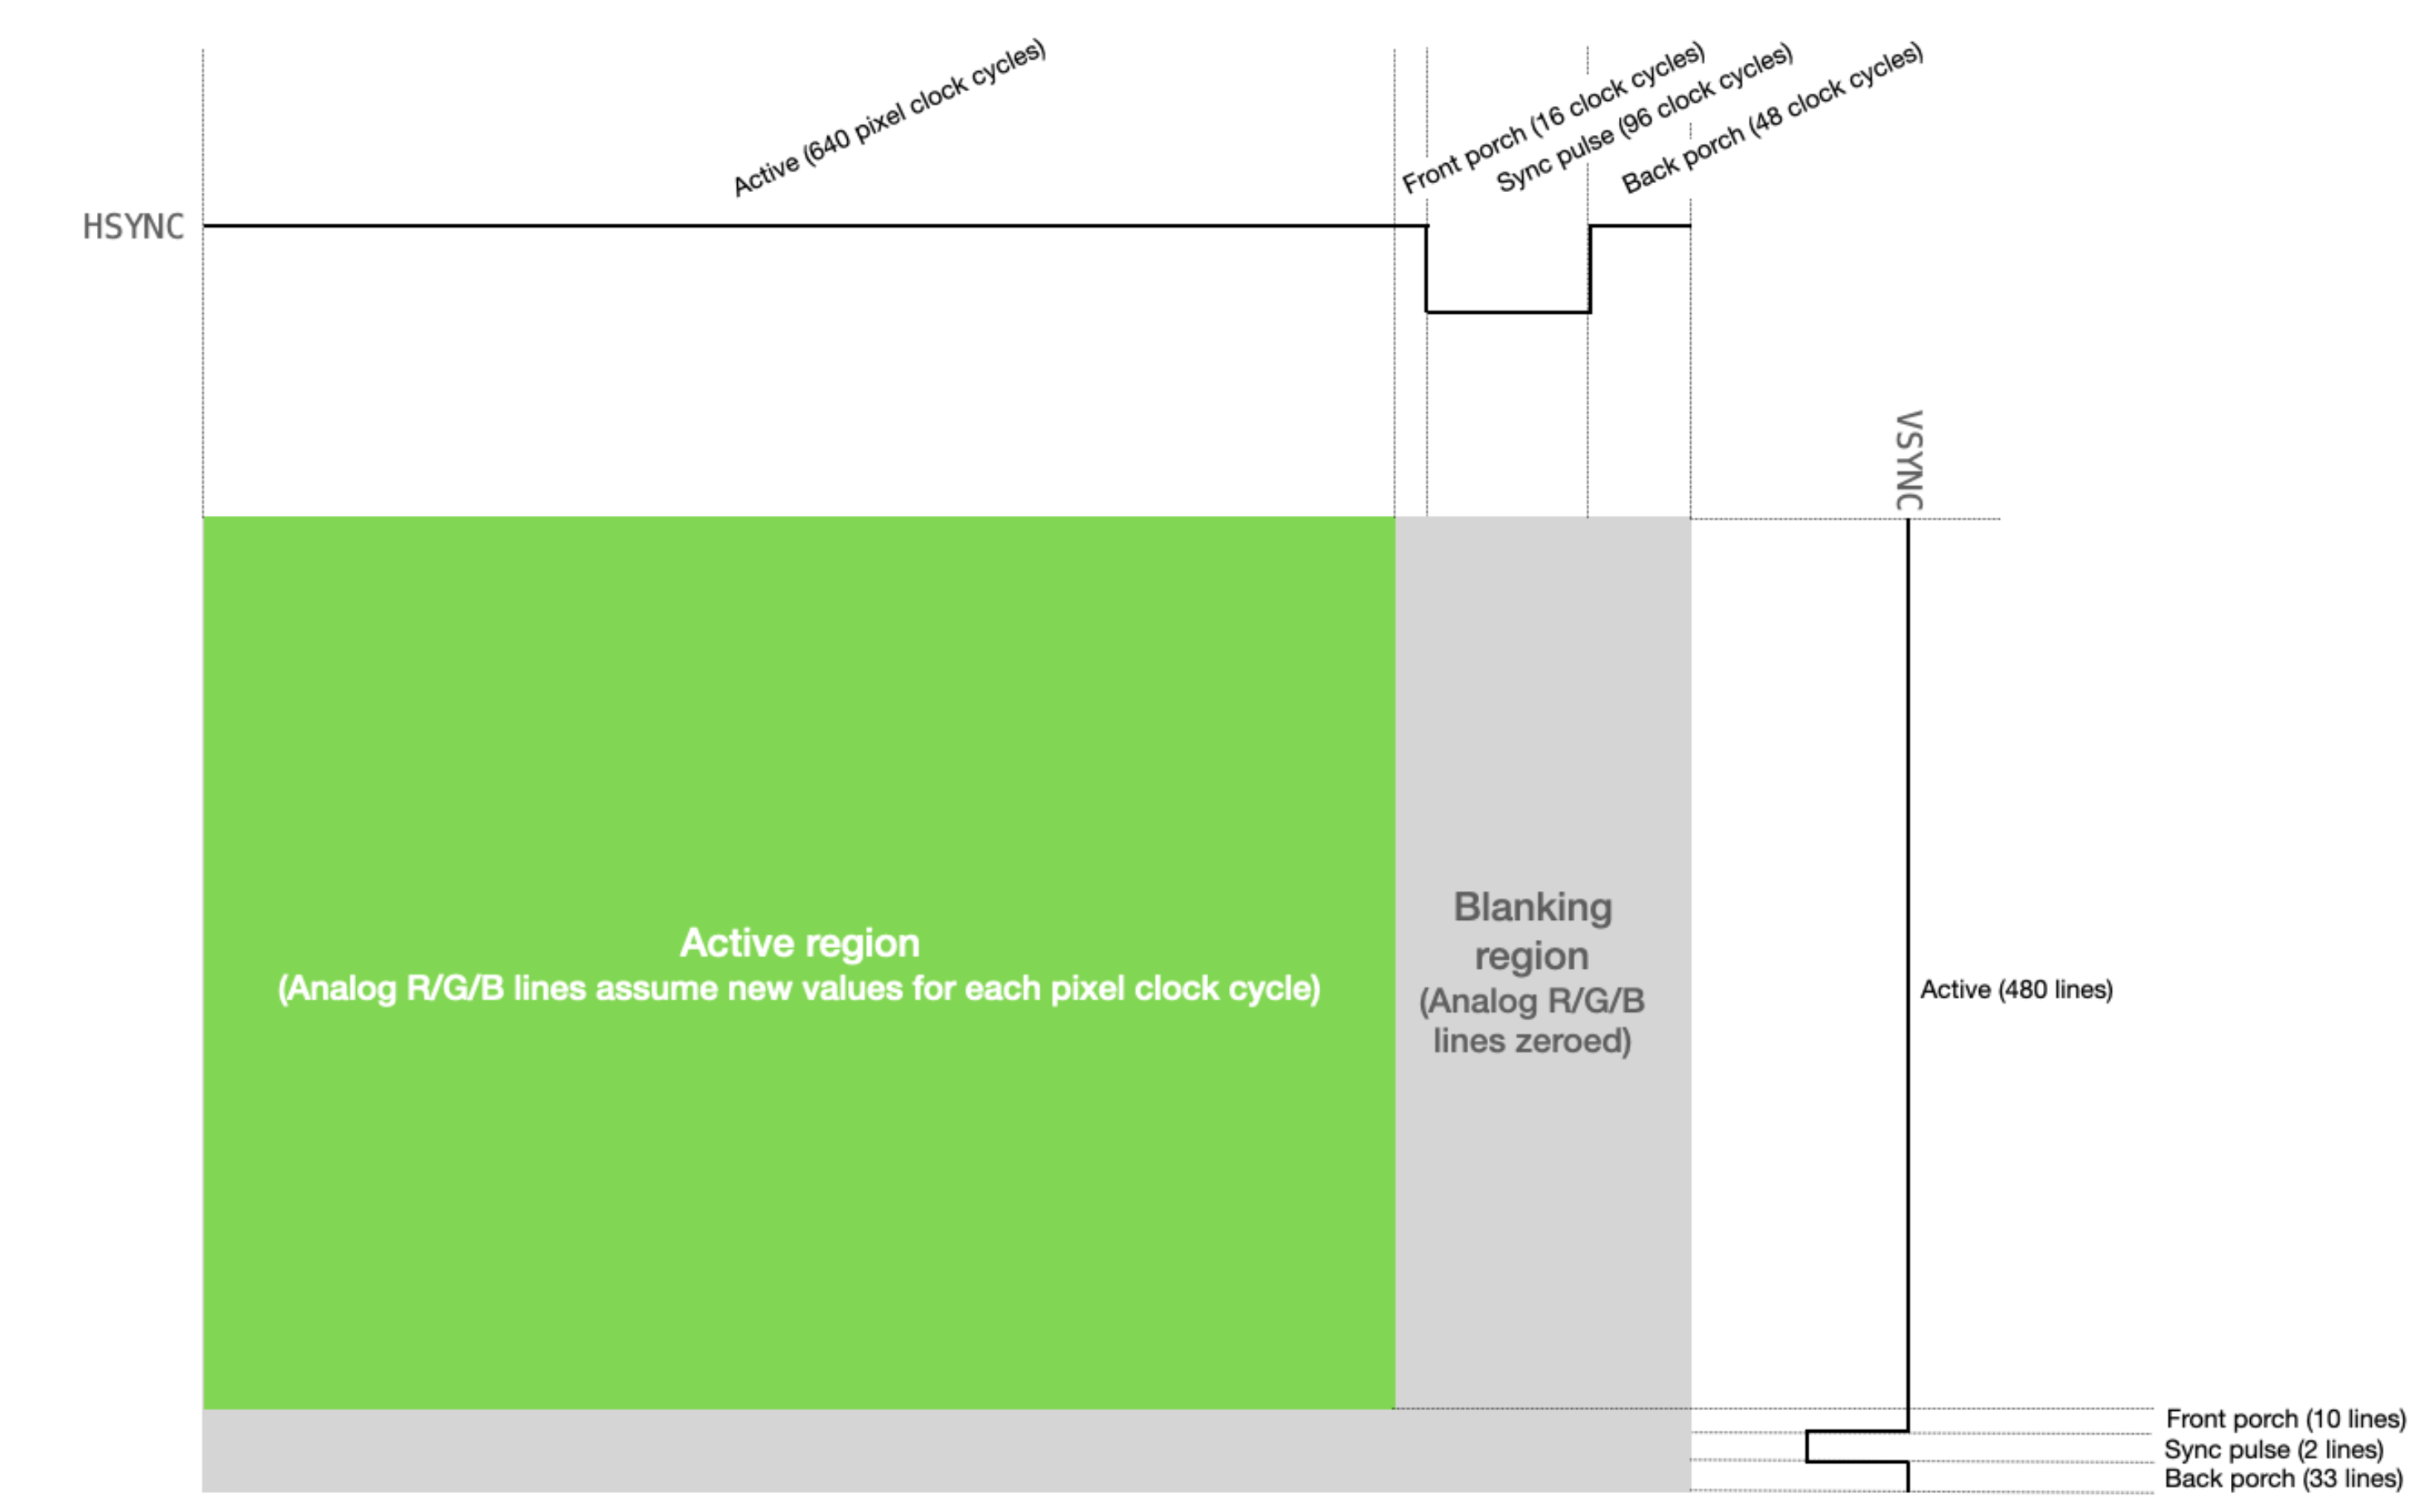 Active (640 pixel clock cycles)
Front porch (16 clock cycles)
Sync pulse (96 clock cycles)
Back porch (48 clock cycles)
HSYNC
VSYNC
Active region
(Analog R/G/B lines assume new values for each pixel clock cycle)
Blanking
region
(Analog R/G/B
lines zeroed)
Active (480 lines)
Front porch (10 lines)
Sync pulse (2 lines)
Back porch (33 lines)